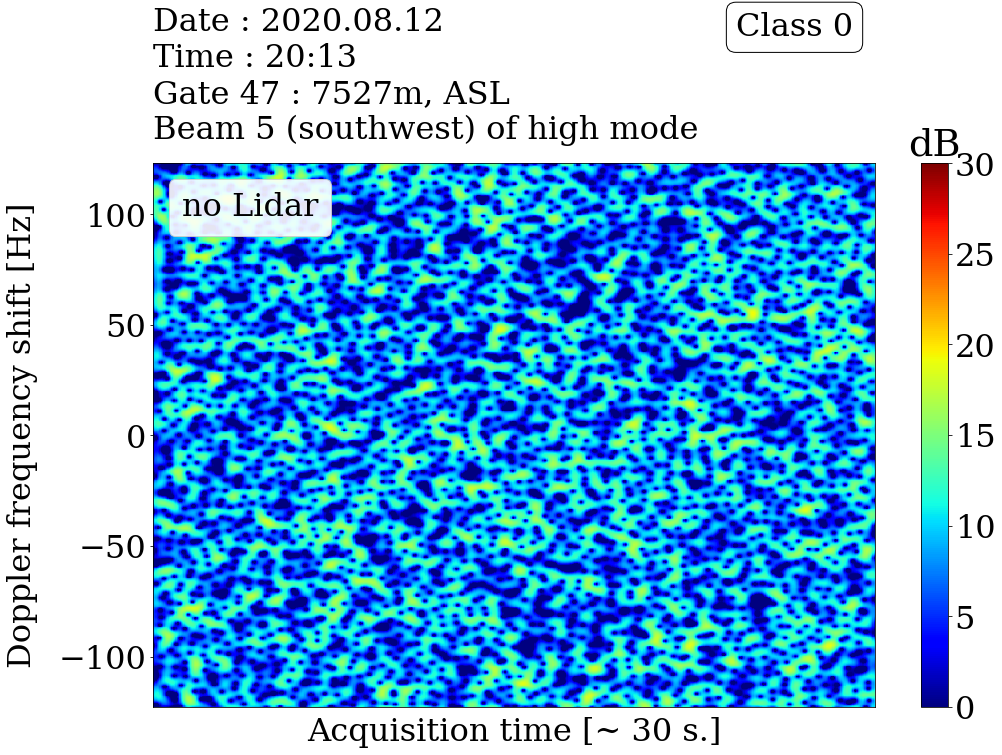 Date : 2020.08.12
Time : 20:13
Gate 47 : 7527m, ASL
Beam 5 (southwest) of high mode
Class 0
no Lidar
Doppler frequency shift [Hz]
100
50
0
−50
−100
Acquisition time [~ 30 s.]
dB
30
25
20
15
10
5
0